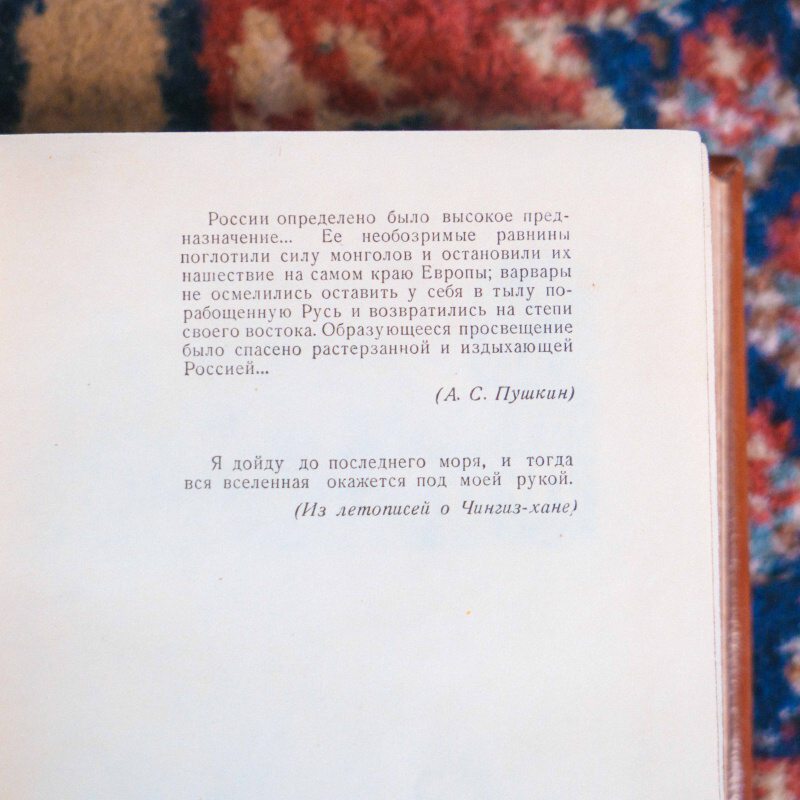 России определено было высокое пред-
назначение... Ее необозримые равнины
поглотили силу монголов и остановили их
нашествие на самом краю Европы; варвары
не осмелились оставить у себя в тылу по-
рабощенную Русь и возвратились на степи
своего востока. Образующееся просвещение
было спасено растерзанной и издыхающей
Россией...
(А. С. Пушкин)
Я дойду до последнего моря, и тогда
вся вселенная окажется под моей рукой.
(Из летописей о Чингиз-хане)